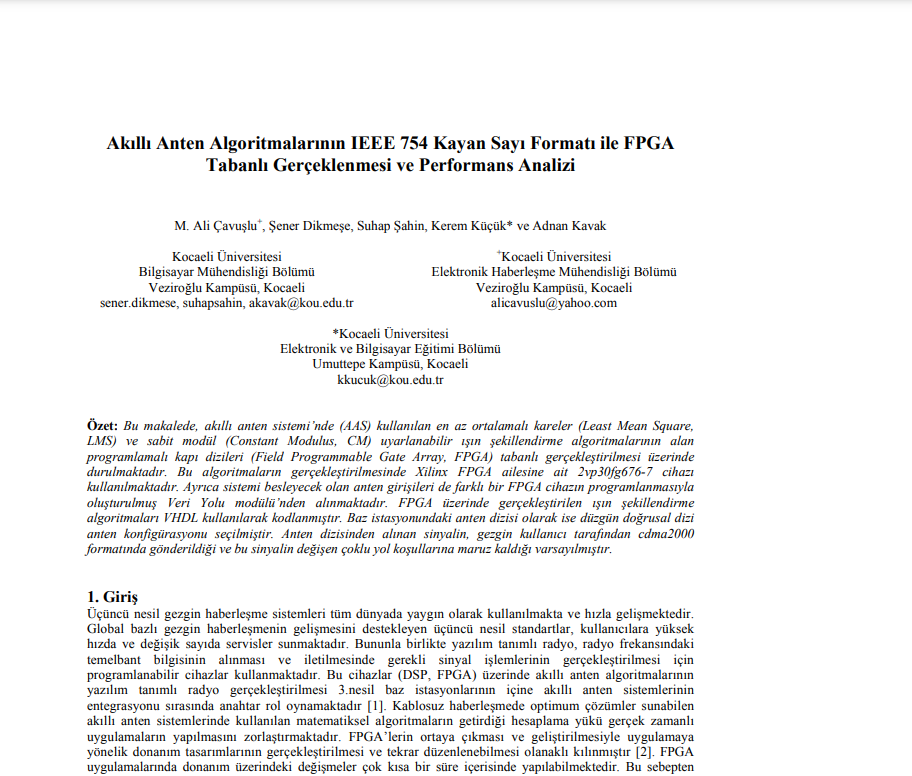 Akıllı Anten Algoritmalarının IEEE 754 Kayan Sayı Formatı ile FPGA
Tabanlı Gerçeklenmesi ve Performans Analizi
M. Ali Çavuşlu+, Şener Dikmeşe, Suhap Şahin, Kerem Küçük* ve Adnan Kavak
Kocaeli Üniversitesi
Bilgisayar Mühendisliği Bölümü
Veziroğlu Kampüsü, Kocaeli
sener.dikmese, suhapsahin, akavak@kou.edu.tr
+Kocaeli Üniversitesi
Elektronik Haberleşme Mühendisliği Bölümü
Veziroğlu Kampüsü, Kocaeli
alicavuslu@yahoo.com
*Kocaeli Üniversitesi
Elektronik ve Bilgisayar Eğitimi Bölümü
Umuttepe Kampüsü, Kocaeli
kkucuk@kou.edu.tr
Özet: Bu makalede, akıllı anten sistemi'nde (AAS) kullanılan en az ortalamalı kareler (Least Mean Square,
LMS) ve sabit modül (Constant Modulus, CM) uyarlanabilir ışın şekillendirme algoritmalarının alan
programlamalı kapı dizileri (Field Programmable Gate Array, FPGA) tabanlı gerçekleştirilmesi üzerinde
durulmaktadır. Bu algoritmaların gerçekleştirilmesinde Xilinx FPGA ailesine ait 2vp30fg676-7 cihazı
kullanılmaktadır. Ayrıca sistemi besleyecek olan anten girişleri de farklı bir FPGA cihazın programlanmasıyla
oluşturulmuş Veri Yolu modülü'nden alınmaktadır. FPGA üzerinde gerçekleştirilen ışın şekillendirme
algoritmaları VHDL kullanılarak kodlanmıştır. Baz istasyonundaki anten dizisi olarak ise düzgün doğrusal dizi
anten konfigürasyonu seçilmiştir. Anten dizisinden alınan sinyalin, gezgin kullanıcı tarafından cdma2000
formatında gönderildiği ve bu sinyalin değişen çoklu yol koşullarına maruz kaldığı varsayılmıştır.
1. Giriş
Üçüncü nesil gezgin haberleşme sistemleri tüm dünyada yaygın olarak kullanılmakta ve hızla gelişmektedir.
Global bazlı gezgin haberleşmenin gelişmesini destekleyen üçüncü nesil standartlar, kullanıcılara yüksek
hızda ve değişik sayıda servisler sunmaktadır. Bununla birlikte yazılım tanımlı radyo, radyo frekansındaki
temelbant bilgisinin alınması ve iletilmesinde gerekli sinyal işlemlerinin gerçekleştirilmesi için
programlanabilir cihazlar kullanmaktadır. Bu cihazlar (DSP, FPGA) üzerinde akıllı anten algoritmalarının
yazılım tanımlı radyo gerçekleştirilmesi 3.nesil baz istasyonlarının içine akıllı anten sistemlerinin
entegrasyonu sırasında anahtar rol oynamaktadır [1]. Kablosuz haberleşmede optimum çözümler sunabilen
akıllı anten sistemlerinde kullanılan matematiksel algoritmaların getirdiği hesaplama yükü gerçek zamanlı
uygulamaların yapılmasını zorlaştırmaktadır. FPGA'lerin ortaya çıkması ve geliştirilmesiyle uygulamaya
yönelik donanım tasarımlarının gerçekleştirilmesi ve tekrar düzenlenebilmesi olanaklı kılınmıştır [2]. FPGA
uygulamalarında donanım üzerindeki değişmeler çok kısa bir süre içerisinde yapılabilmektedir. Bu sebepten